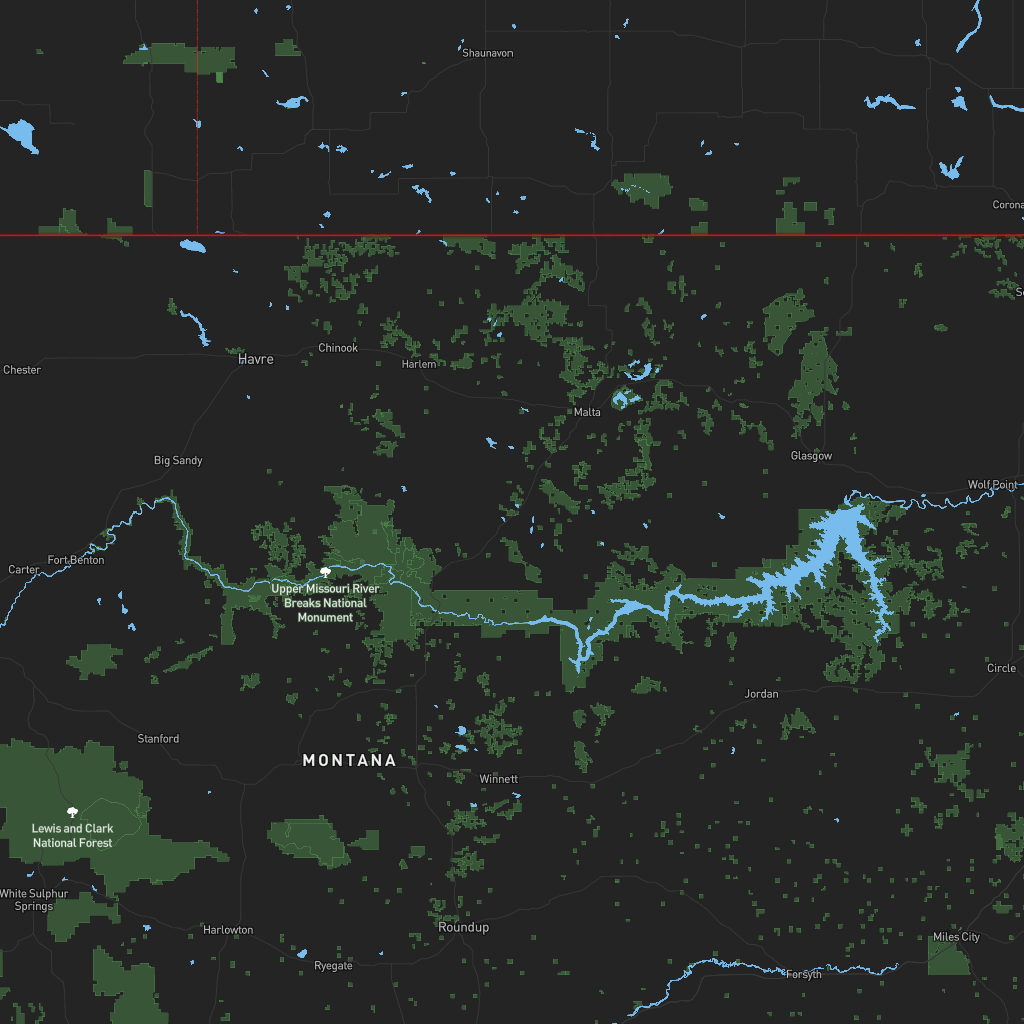 Shaunavon
Corona
Chinook
Havre
Harlem
Chester
Malta
Glasgow
Big Sandy
Wolf Point
Fort Benton
Carter
Upper Missouri River
Breaks National
Monument
Circle
Jordan
Stanford
MONTANA
Winnett
Lewis and Clark
National Forest
White Sulphur
Springs
Harlowton
Roundup
Miles City
Ryegate
Forsyth